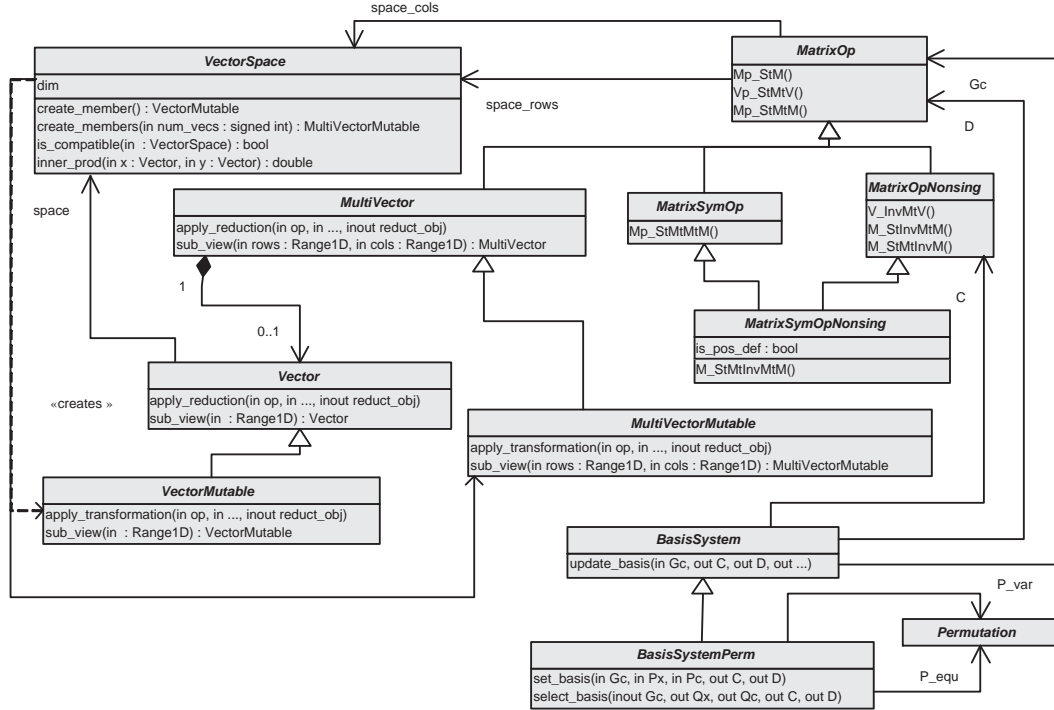 space_cols
VectorSpace
dim
create_member() : VectorMutable
create_members(in num_vecs : signed int) : MultiVectorMutable
is_compatible(in : VectorSpace) : bool
inner_prod(in x : Vector, in y : Vector) : double
MatrixOp
Mp_StM()
Vp_StMtV()
Mp_StMtM()
space_rows
Gc
D
space
MultiVector
apply_reduction(in op, in ..., inout reduct_obj)
sub_view(in rows : Range1D, in cols : Range1D) : MultiVector
MatrixSymOp
Mp_StMtMtM()
MatrixOpNonsing
V_InvMtV()
M_StInvMtM()
M_StMtInvM()
1
0..1
C
MatrixSymOpNonsing
is_pos_def : bool
M_StMtInvMtM()
Vector
apply_reduction(in op, in ..., inout reduct_obj)
sub_view(in : Range1D) : Vector
«creates »
MultiVectorMutable
apply_transformation(in op, in ..., inout reduct_obj)
sub_view(in rows : Range1D, in cols : Range1D) : MultiVectorMutable
VectorMutable
apply_transformation(in op, in ..., inout reduct_obj)
sub_view(in : Range1D) : VectorMutable
BasisSystem
update_basis(in Gc, out C, out D, out ...)
P_var
Permutation
BasisSystemPerm
set_basis(in Gc, in Px, in Pc, out C, out D)
select_basis(inout Gc, out Qx, out Qc, out C, out D)
P_equ